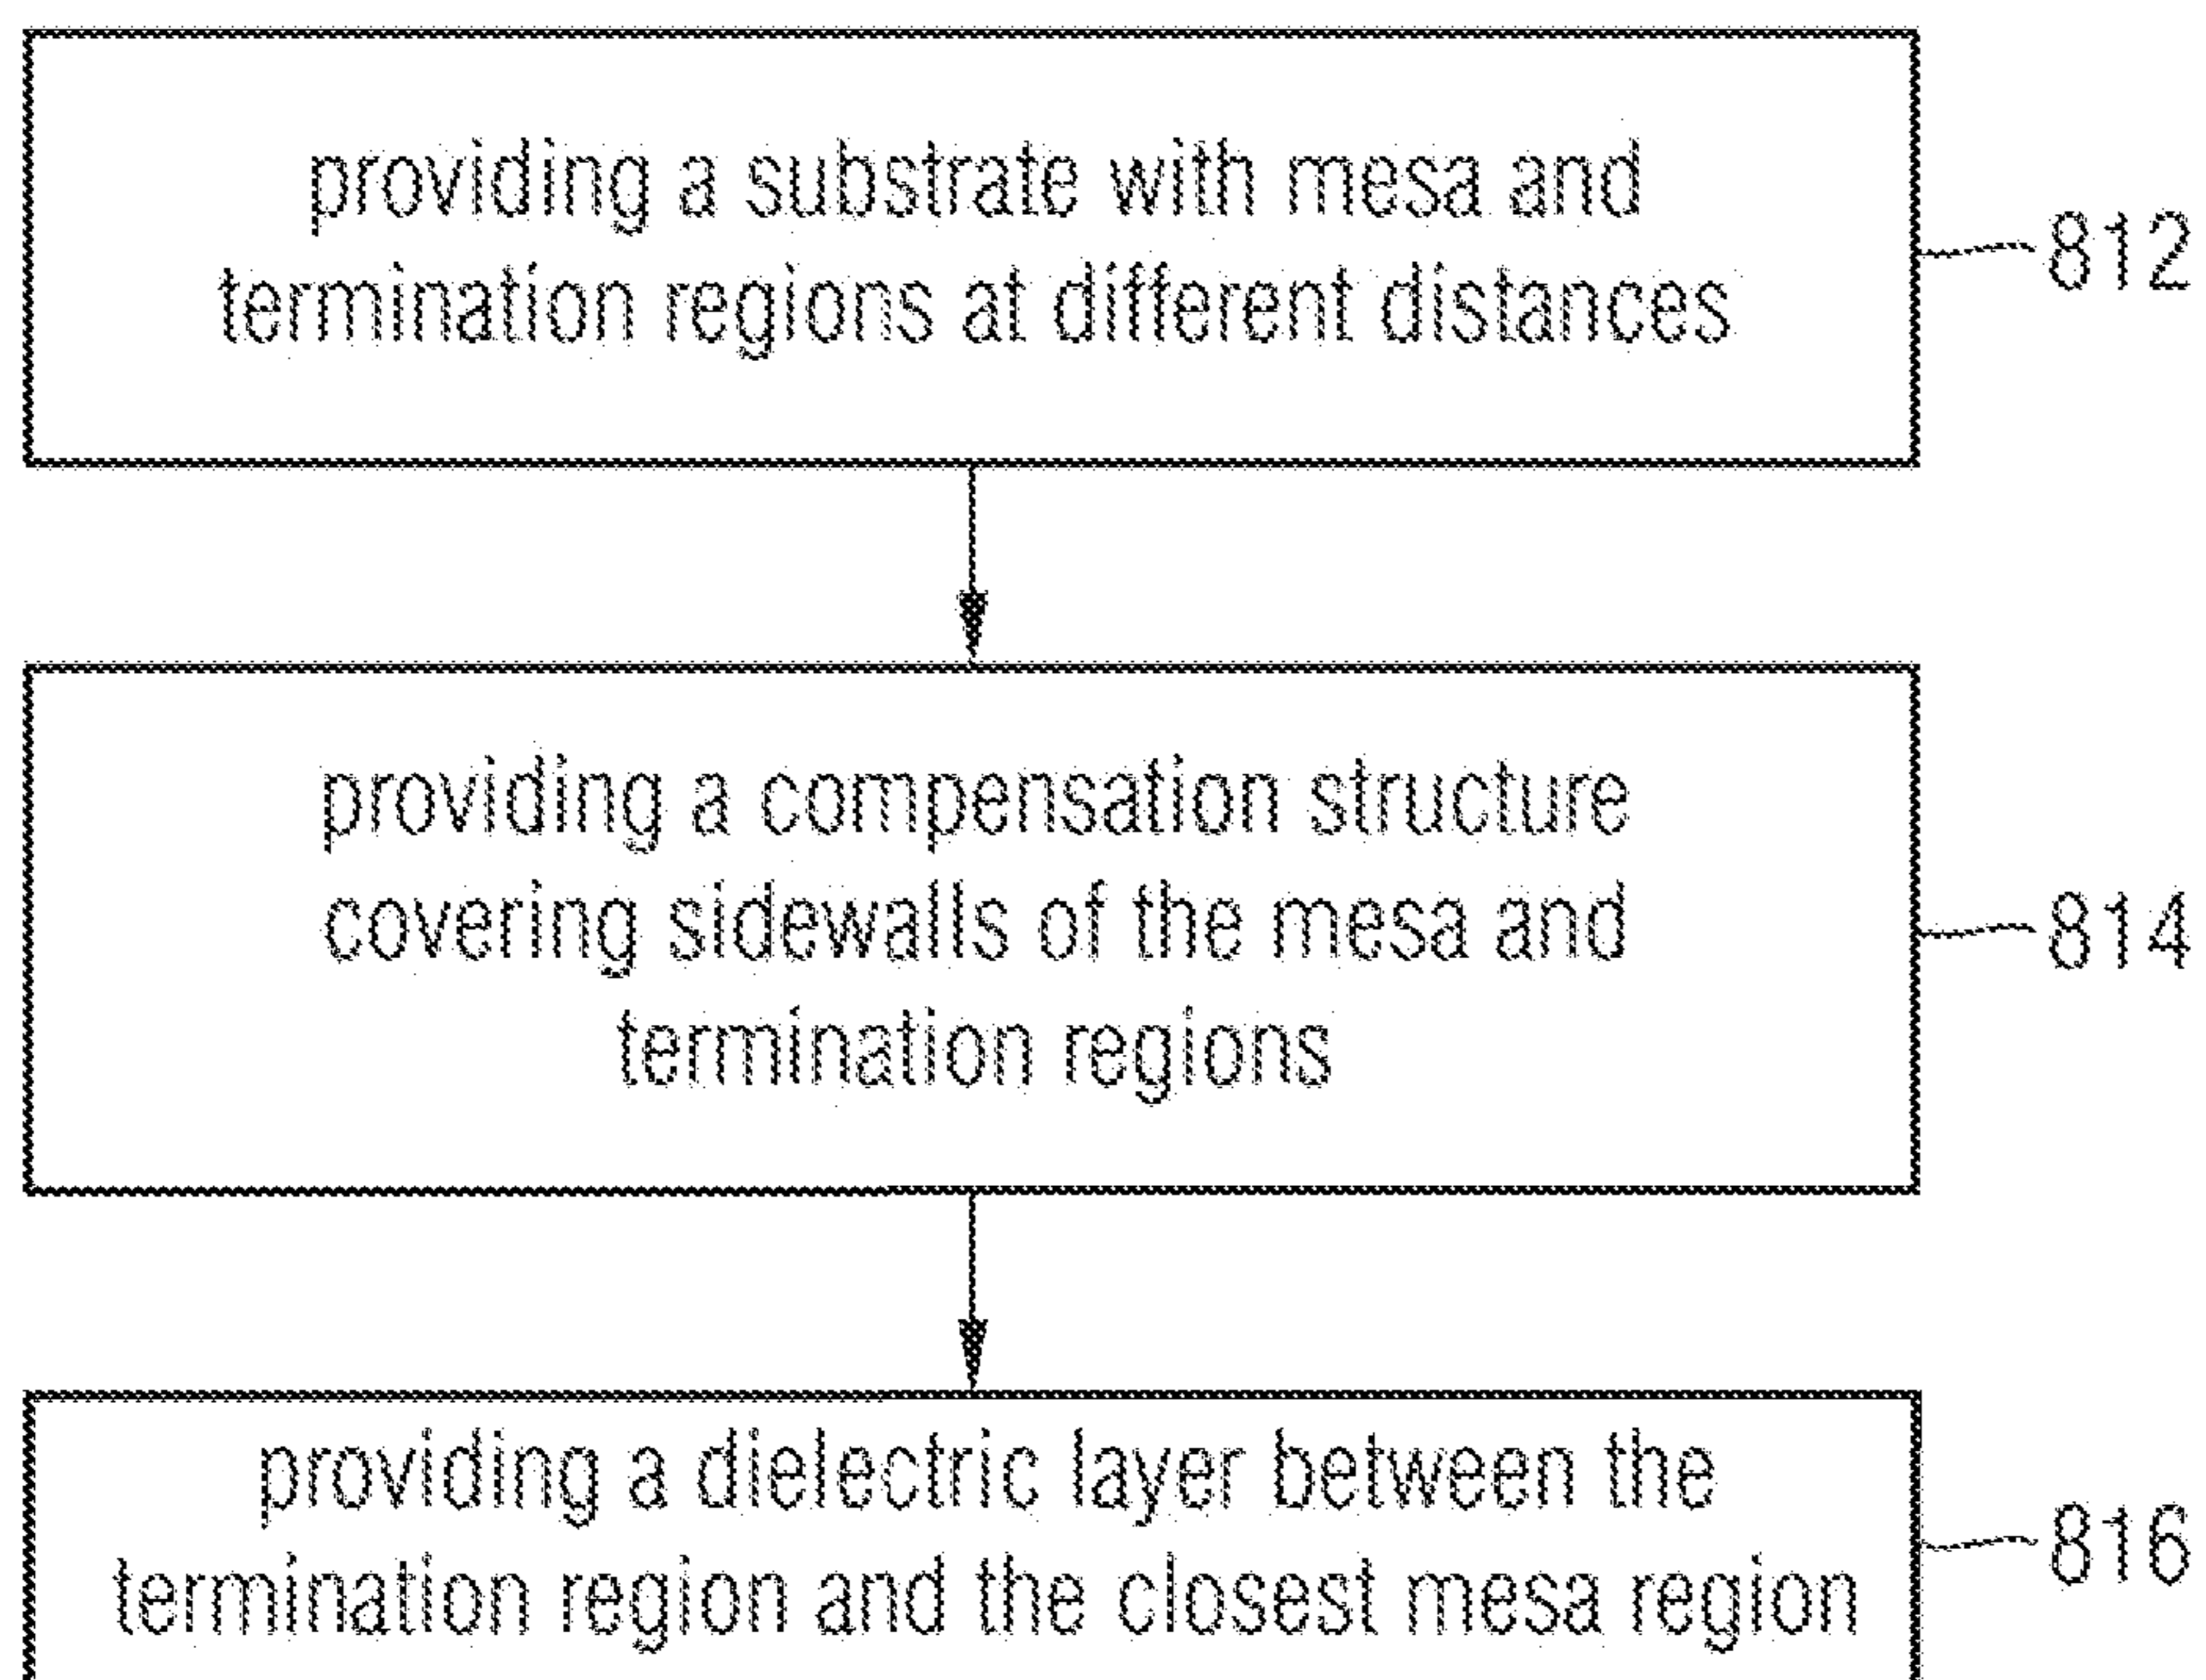 providing a substrate with mesa and
termination regions at different distances
812
providing a compensation structure
covering sidewalls of the mesa and
termination regions
814
providing a dielectric layer between the
termination region and the closest mesa region
816